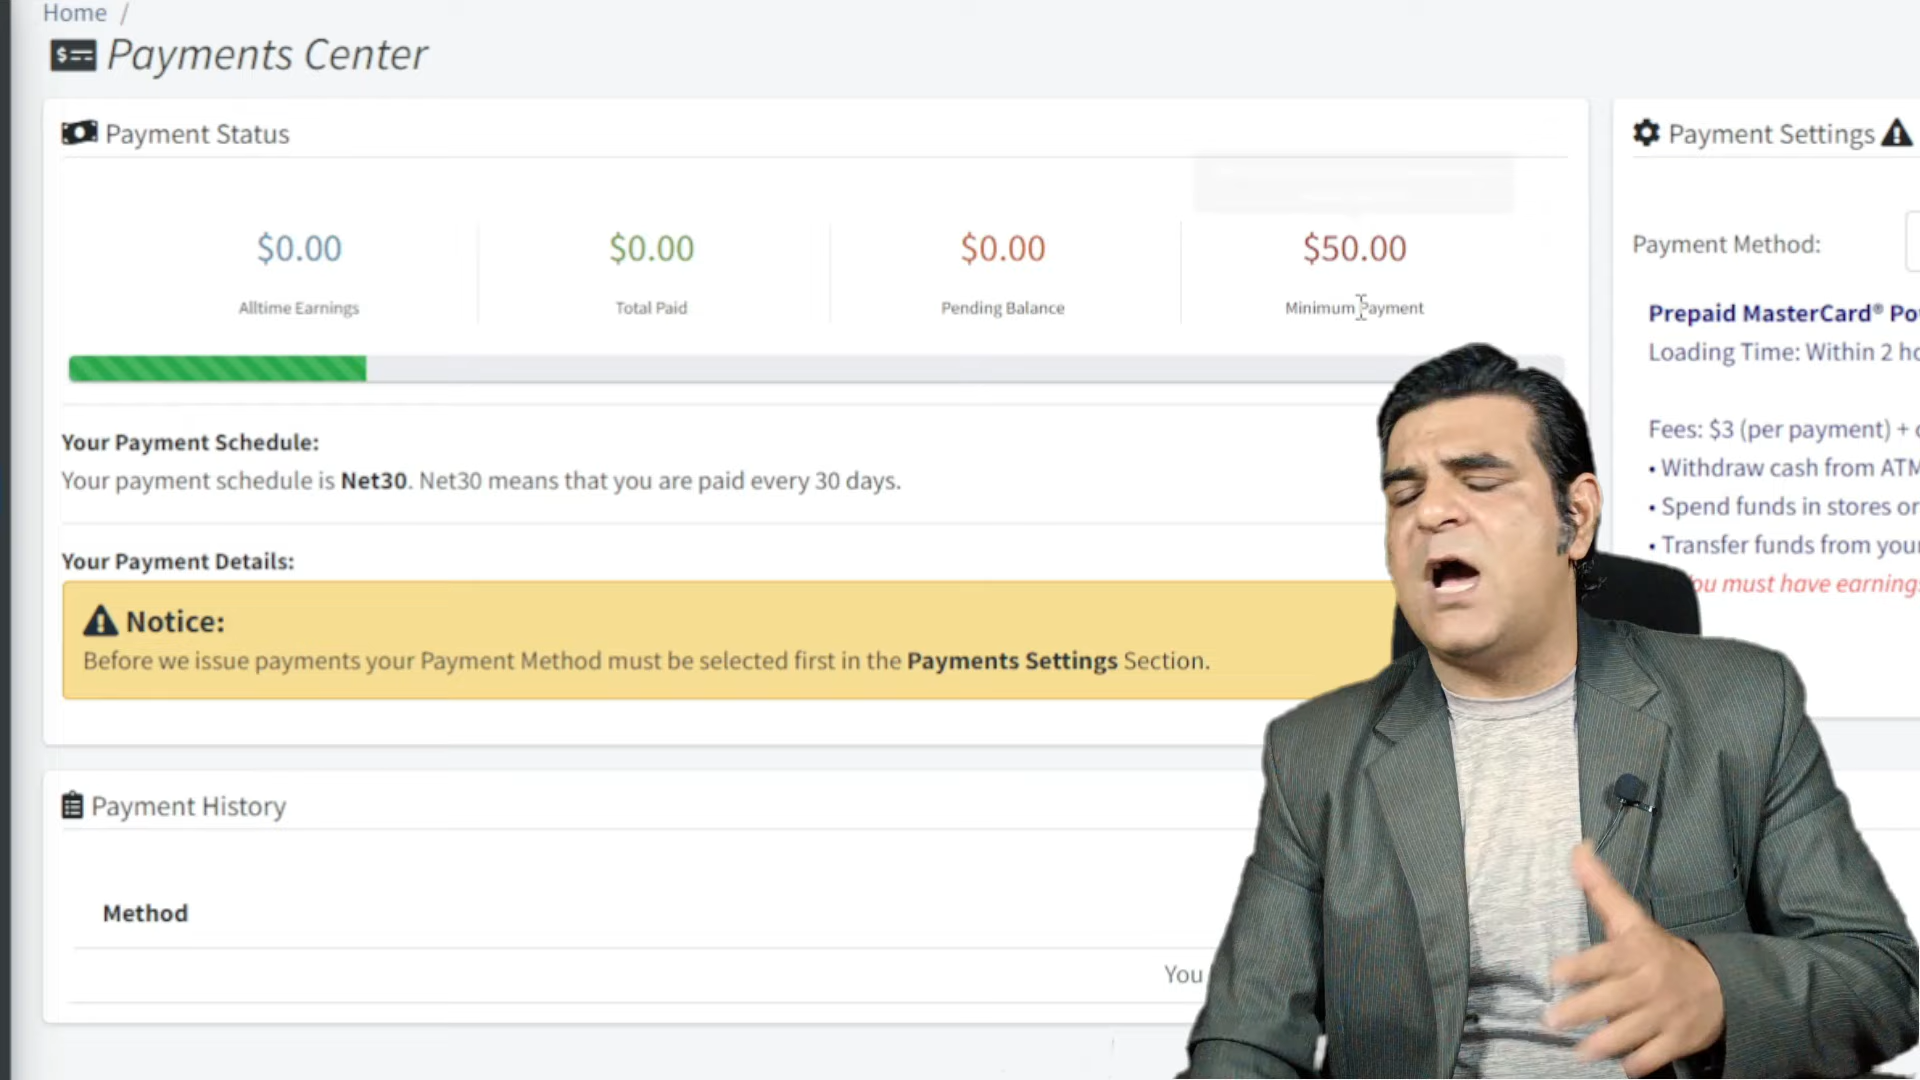 Home /
Payments Center
Payment Status
Payment Settings
$0.00
$0.00
$0.00
$50.00
Alltime Earnings
Total Paid
Pending Balance
Minimum Payment
Payment Method:
Prepaid MasterCard®
Loading Time: Within 2
Your Payment Schedule:
Your payment schedule is Net30. Net30 means that you are paid every 30 days.
Fees: $3 (per payment) +
• Withdraw cash from ATM
• Spend funds in stores or
• Transfer funds from your
must have earnings
Your Payment Details:
Notice:
Before we issue payments your Payment Method must be selected first in the Payments Settings Section.
Payment History
Method
You